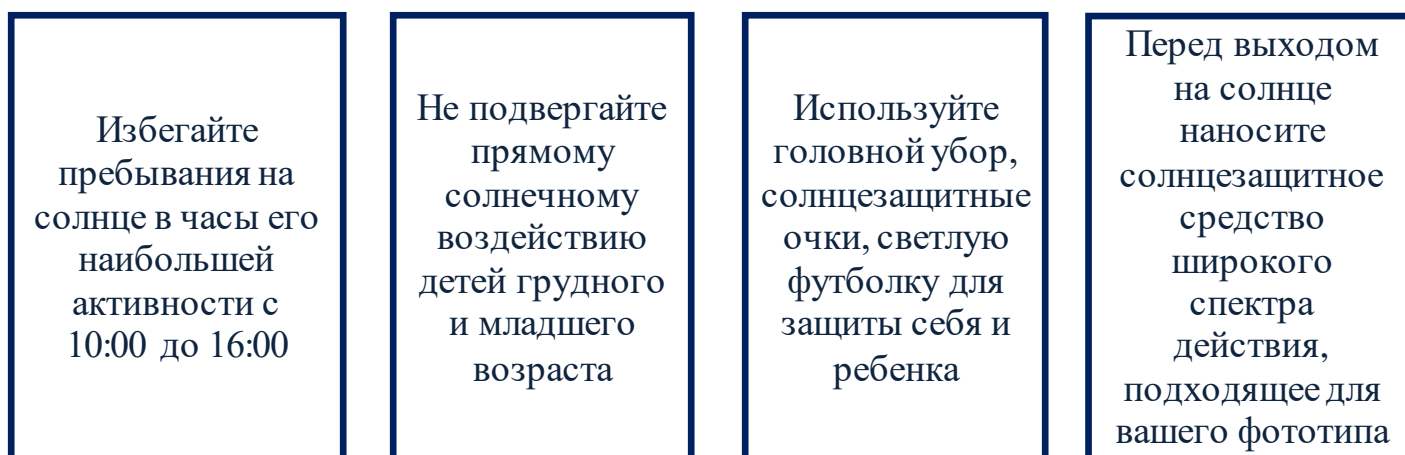 Избегайте
пребывания на
солнце в часы его
наибольшей
активности с
10:00 до 16:00
Не подвергайте
прямому
солнечному
воздействию
детей грудного
и младшего
возраста
Используйте
головной убор,
солнцезащитные
очки, светлую
футболку для
защиты себя и
ребенка
Перед выходом
на солнце
наносите
солнцезащитное
средство
широкого
спектра
действия,
подходящее для
вашего фототипа